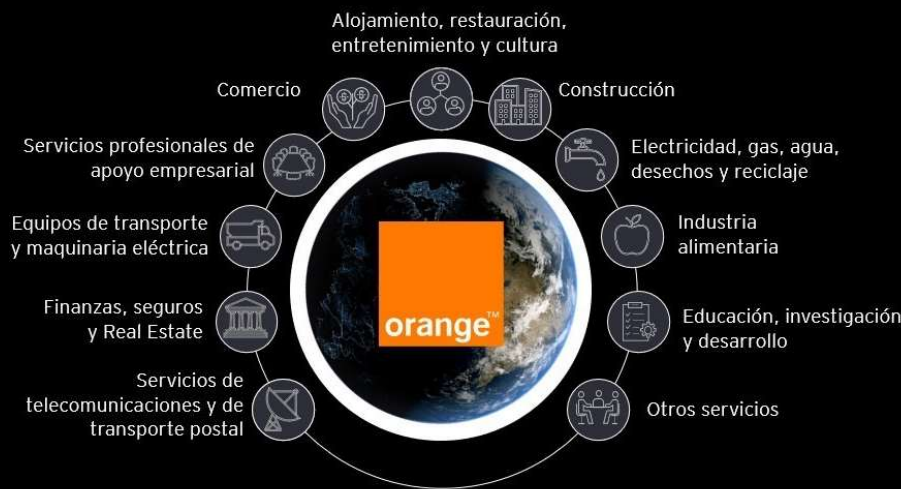 Alojamiento, restauración,
entretenimiento y cultura
Comercio
Construcción
Servicios profesionales de
apoyo empresarial
Electricidad, gas, agua,
desechos y reciclaje
Equipos de transporte
y maquinaria eléctrica
Industria
alimentaria
Finanzas, seguros
y Real Estate
Educación, investigación
y desarrollo
Servicios de
telecomunicaciones y de
transporte postal
Otros servicios
orange™